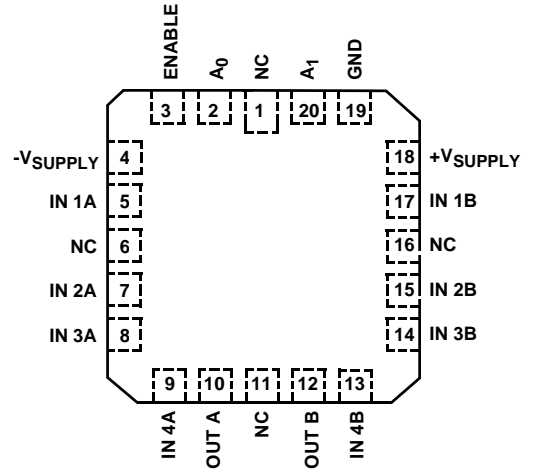 ENABLE
A0
NC
A1
GND
3
2
1
20
19
-VSUPPLY
4
18
+VSUPPLY
IN 1A
5
17
IN 1B
NC
6
16
NC
IN 2A
7
15
IN 2B
IN 3A
8
14
IN 3B
9
10
11
12
13
IN 4A
OUT A
NC
OUT B
IN 4B